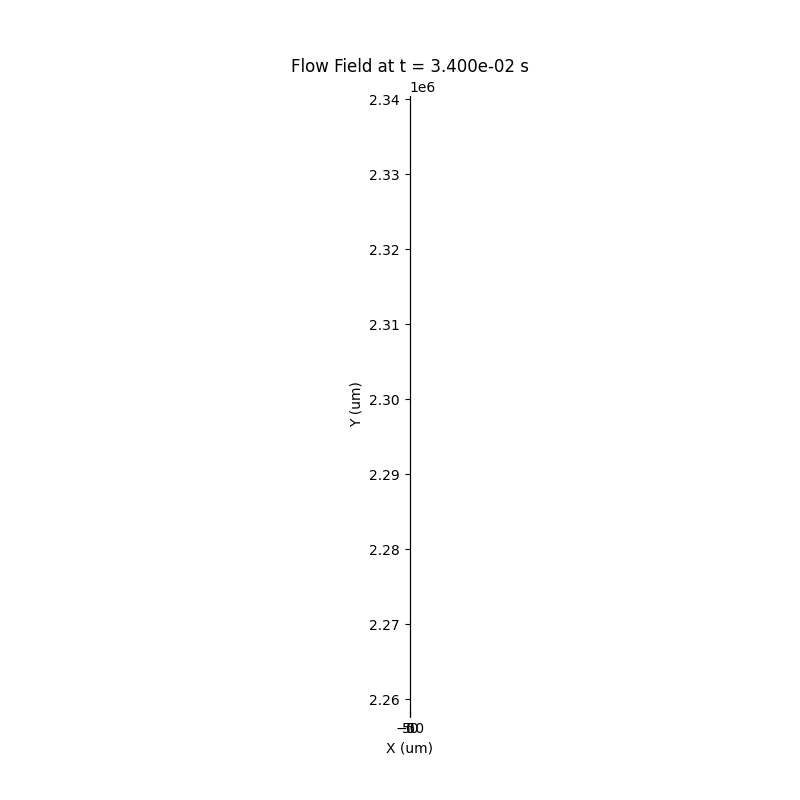 Flow Field at t = 3.400e-02 s
1e6
2.34
2.33
2.32
2.31
2.30
2.29
2.28
2.27
2.26
Y (um)
X (um)